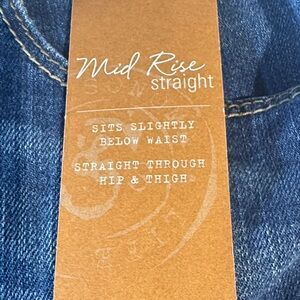 Mid Rise
straight
SITS SLIGHTLY
BELOW WAIST
STRAIGHT THROUGH
HIP & THIGH